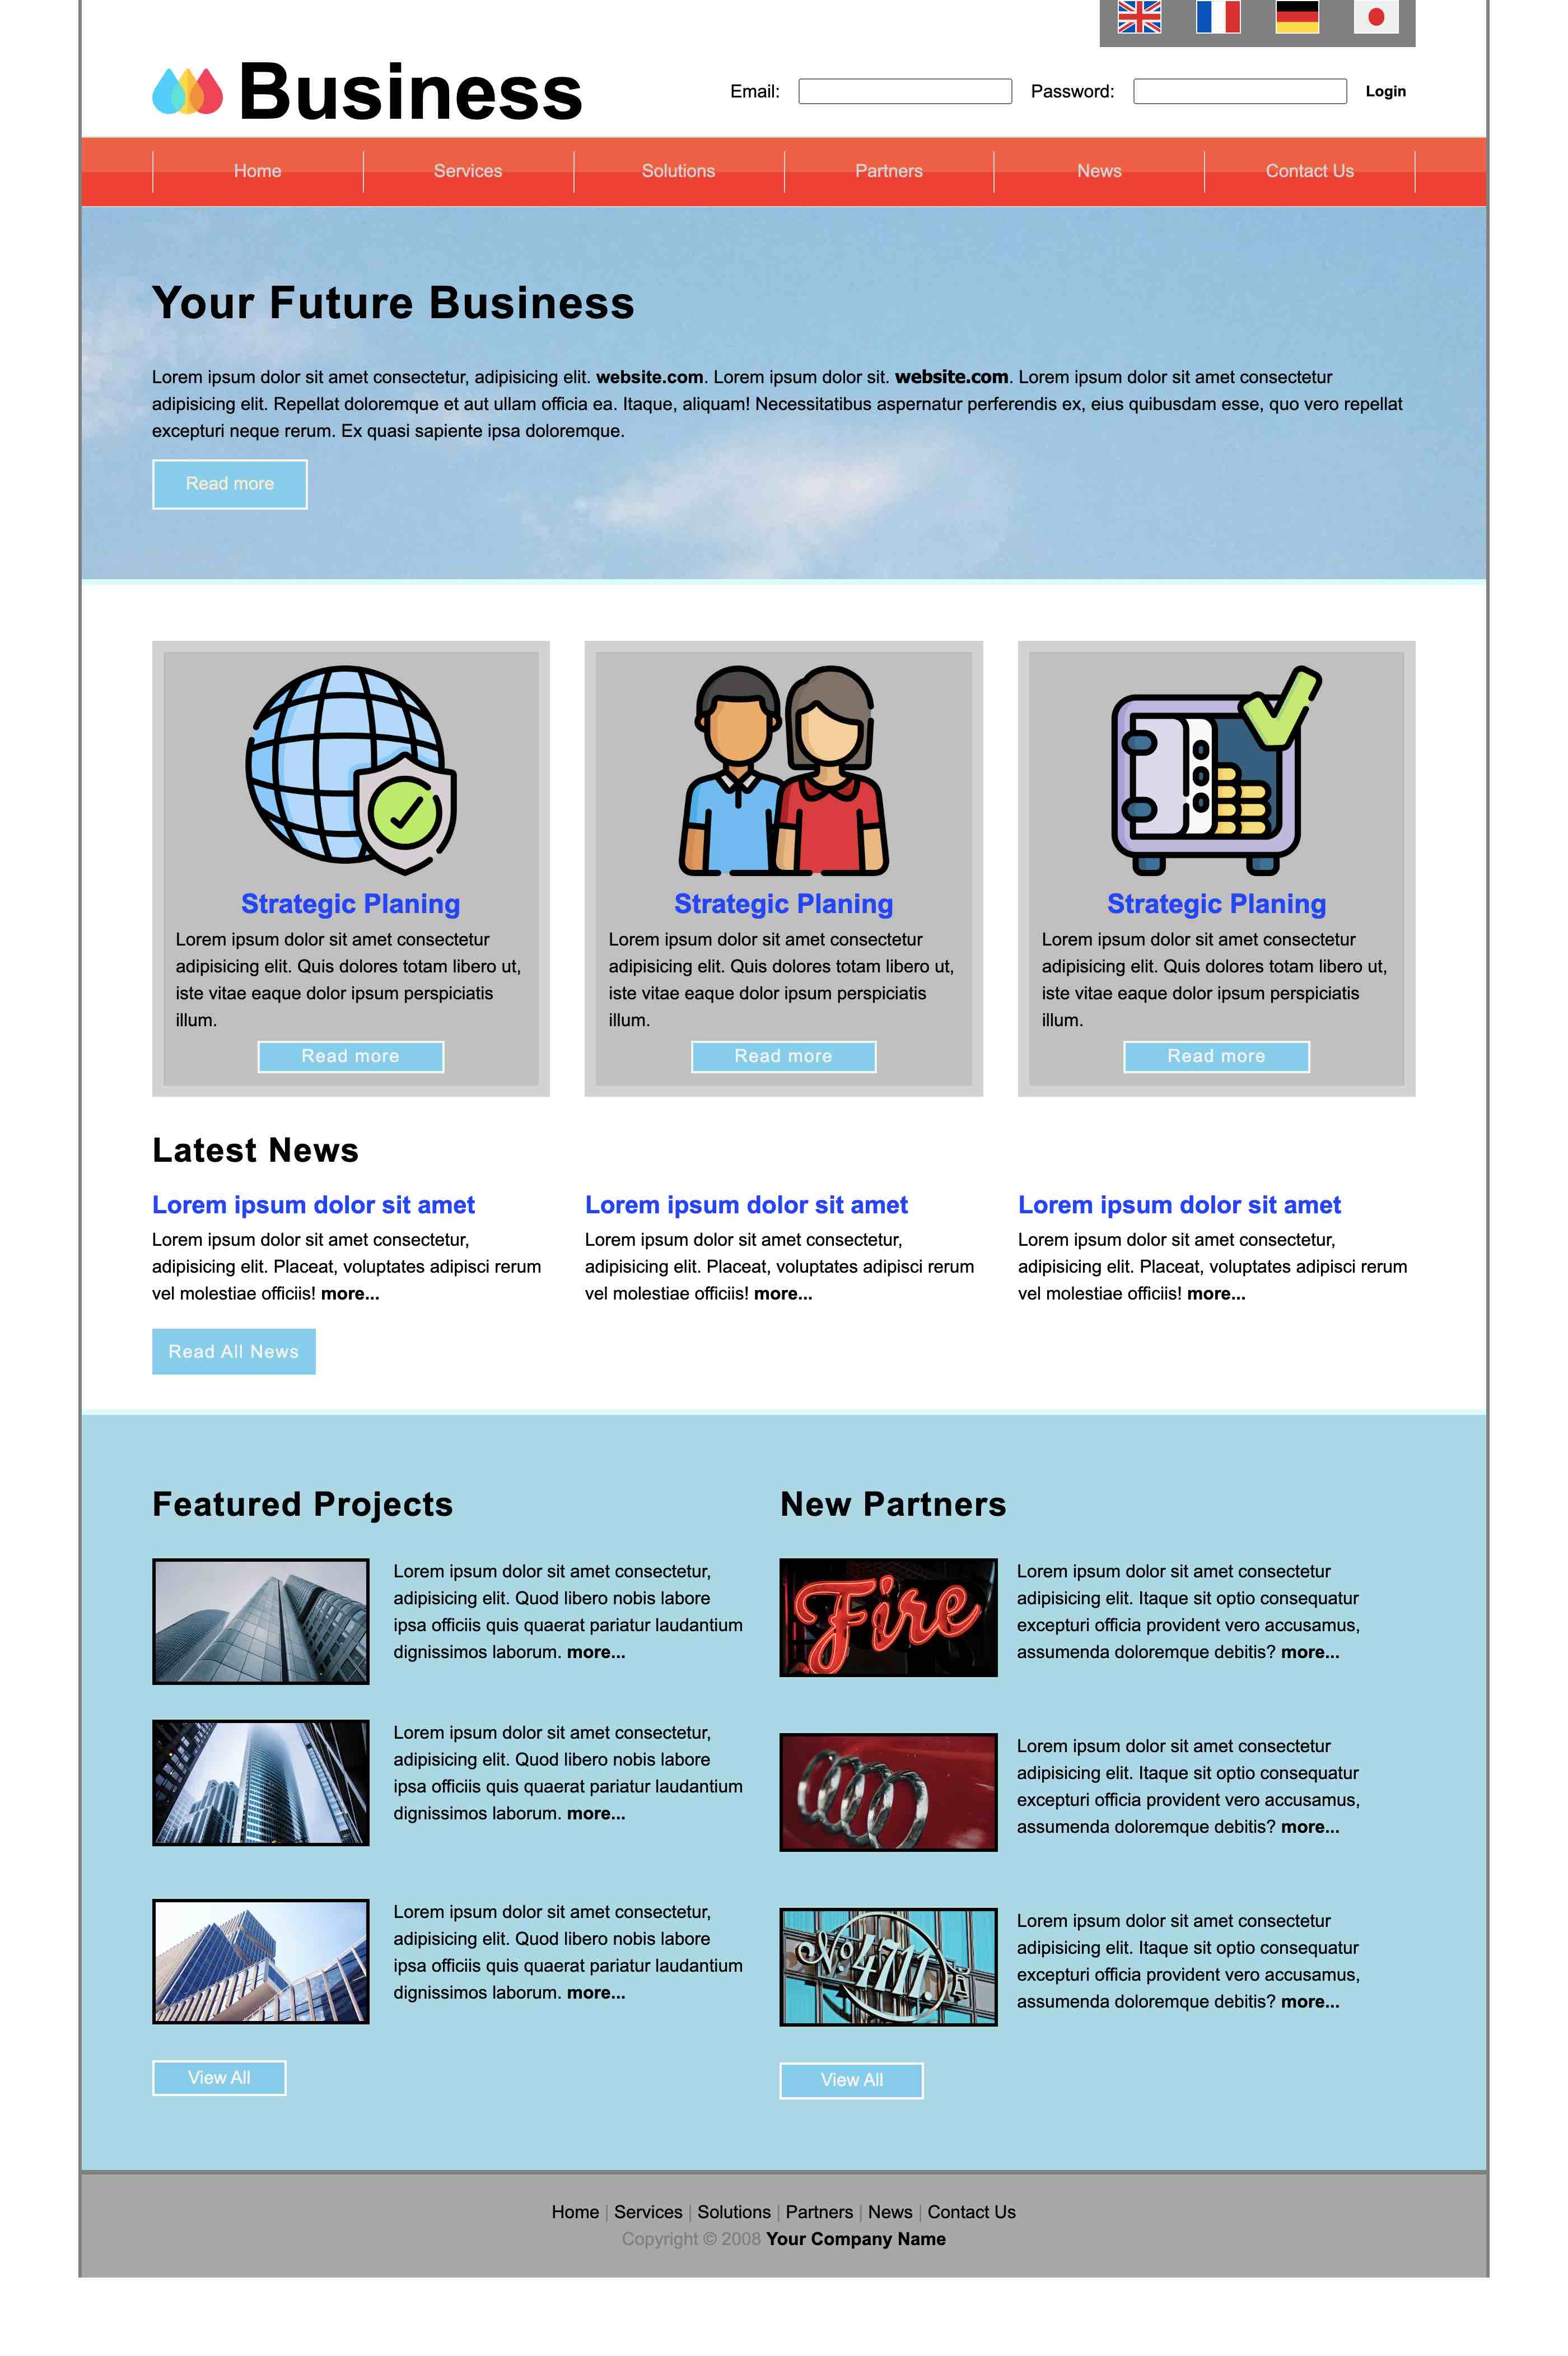 Business
Email:
Password:
Login
Home
Services
Solutions
Partners
News
Contact Us
Your Future Business
Lorem ipsum dolor sit amet consectetur, adipisicing elit. website.com. Lorem ipsum dolor sit. website.com. Lorem ipsum dolor sit amet consectetur
adipisicing elit. Repellat doloremque et aut ullam officia ea. Itaque, aliquam! Necessitatibus aspernatur perferendis ex, eius quibusdam esse, quo vero repellat
excepturi neque rerum. Ex quasi sapiente ipsa doloremque.
Read more
Strategic Planing
Lorem ipsum dolor sit amet consectetur
adipisicing elit. Quis dolores totam libero ut,
iste vitae eaque dolor ipsum perspiciatis
illum.
Read more
Strategic Planing
Lorem ipsum dolor sit amet consectetur
adipisicing elit. Quis dolores totam libero ut,
iste vitae eaque dolor ipsum perspiciatis
illum.
Read more
Strategic Planing
Lorem ipsum dolor sit amet consectetur
adipisicing elit. Quis dolores totam libero ut,
iste vitae eaque dolor ipsum perspiciatis
illum.
Read more
Latest News
Lorem ipsum dolor sit amet
Lorem ipsum dolor sit amet consectetur,
adipisicing elit. Placeat, voluptates adipisci rerum
vel molestiae officiis! more...
Lorem ipsum dolor sit amet
Lorem ipsum dolor sit amet consectetur,
adipisicing elit. Placeat, voluptates adipisci rerum
vel molestiae officiis! more...
Lorem ipsum dolor sit amet
Lorem ipsum dolor sit amet consectetur,
adipisicing elit. Placeat, voluptates adipisci rerum
vel molestiae officiis! more...
Read All News
Featured Projects
Lorem ipsum dolor sit amet consectetur,
adipisicing elit. Quod libero nobis labore
ipsa officiis quis quaerat pariatur laudantium
dignissimos laborum. more...
Lorem ipsum dolor sit amet consectetur,
adipisicing elit. Quod libero nobis labore
ipsa officiis quis quaerat pariatur laudantium
dignissimos laborum. more...
Lorem ipsum dolor sit amet consectetur,
adipisicing elit. Quod libero nobis labore
ipsa officiis quis quaerat pariatur laudantium
dignissimos laborum. more...
View All
New Partners
Fire
Lorem ipsum dolor sit amet consectetur
adipisicing elit. Itaque sit optio consequatur
excepturi officia provident vero accusamus,
assumenda doloremque debitis? more...
Lorem ipsum dolor sit amet consectetur
adipisicing elit. Itaque sit optio consequatur
excepturi officia provident vero accusamus,
assumenda doloremque debitis? more...
No 4711.
Lorem ipsum dolor sit amet consectetur
adipisicing elit. Itaque sit optio consequatur
excepturi officia provident vero accusamus,
assumenda doloremque debitis? more...
View All
Home | Services | Solutions | Partners | News | Contact Us
Copyright © 2008 Your Company Name